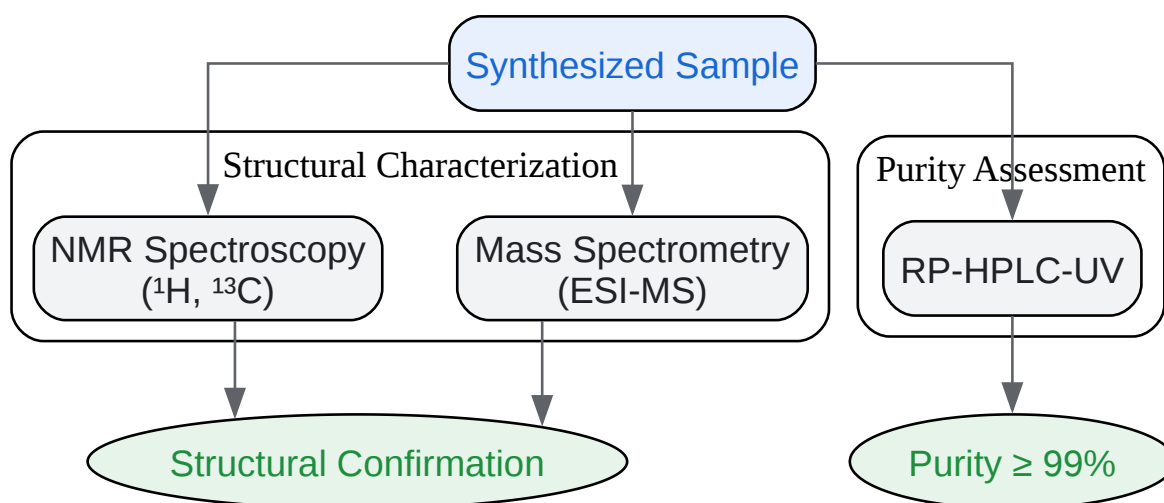 Synthesized Sample
Structural Characterization
Purity Assessment
NMR Spectroscopy
(¹H, ¹³C)
Mass Spectrometry
(ESI-MS)
RP-HPLC-UV
Structural Confirmation
Purity ≥ 99%